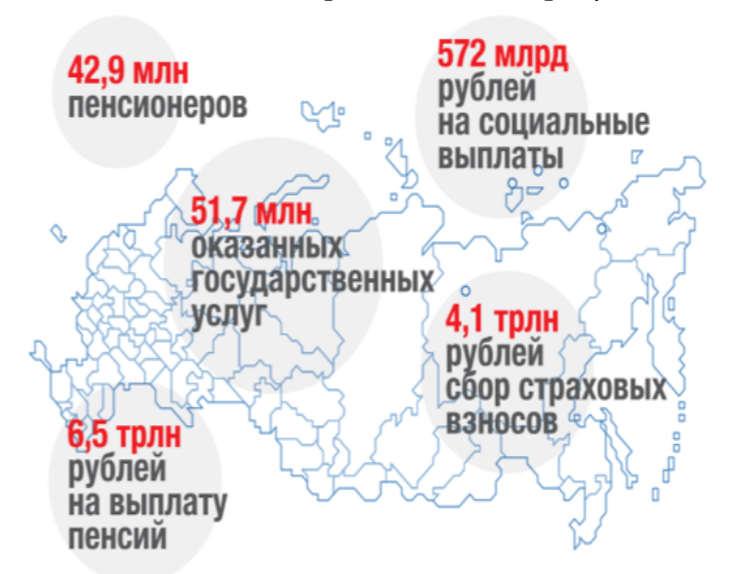 42,9 млн
пенсионеров
572 млрд
рублей
на социальные
выплаты
51,7 млн
оказанных
государственных
услуг
4,1 трлн
рублей
сбор страховых
взносов
6,5 трлн
рублей
на выплату
пенсий